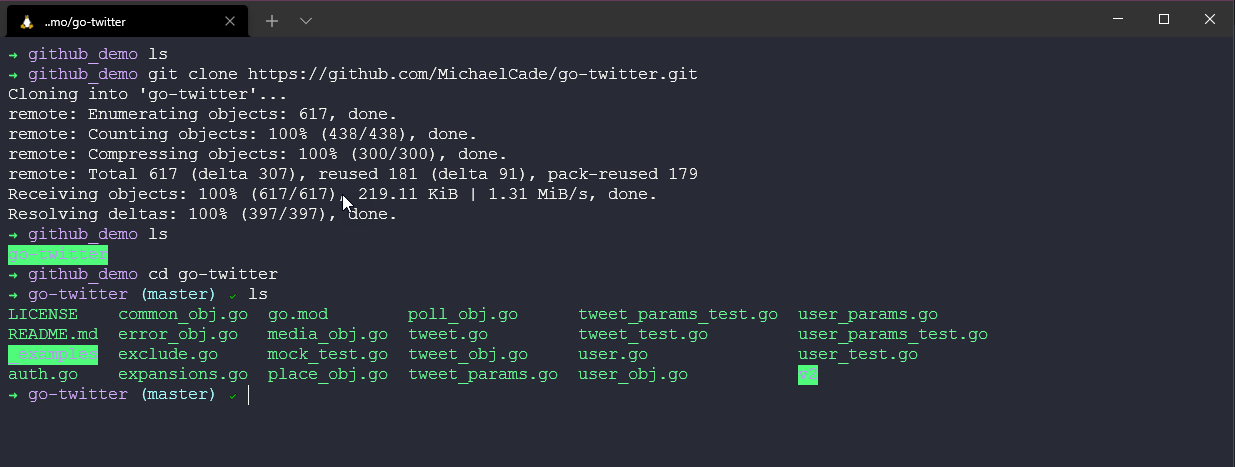 ..mo/go-twitter
→ github_demo ls
→ github_demo git clone https://github.com/MichaelCade/go-twitter.git
Cloning into 'go-twitter'...
remote: Enumerating objects: 617, done.
remote: Counting objects: 100% (438/438), done.
remote: Compressing objects: 100% (300/300), done.
remote: Total 617 (delta 307), reused 181 (delta 91), pack-reused 179
Receiving objects: 100% (617/617), 219.11 KiB | 1.31 MiB/s, done.
Resolving deltas: 100% (397/397), done.
→ github_demo ls
go-twitter
→ github_demo cd go-twitter
→ go-twitter (master) ✓ ls
LICENSE common_obj.go go.mod poll_obj.go tweet_params_test.go user_params.go
README.md error_obj.go media_obj.go tweet.go tweet_test.go user_params_test.go
_examples exclude.go mock_test.go tweet_obj.go user.go user_test.go
auth.go expansions.go place_obj.go tweet_params.go user_obj.go v2
→ go-twitter (master) ✓